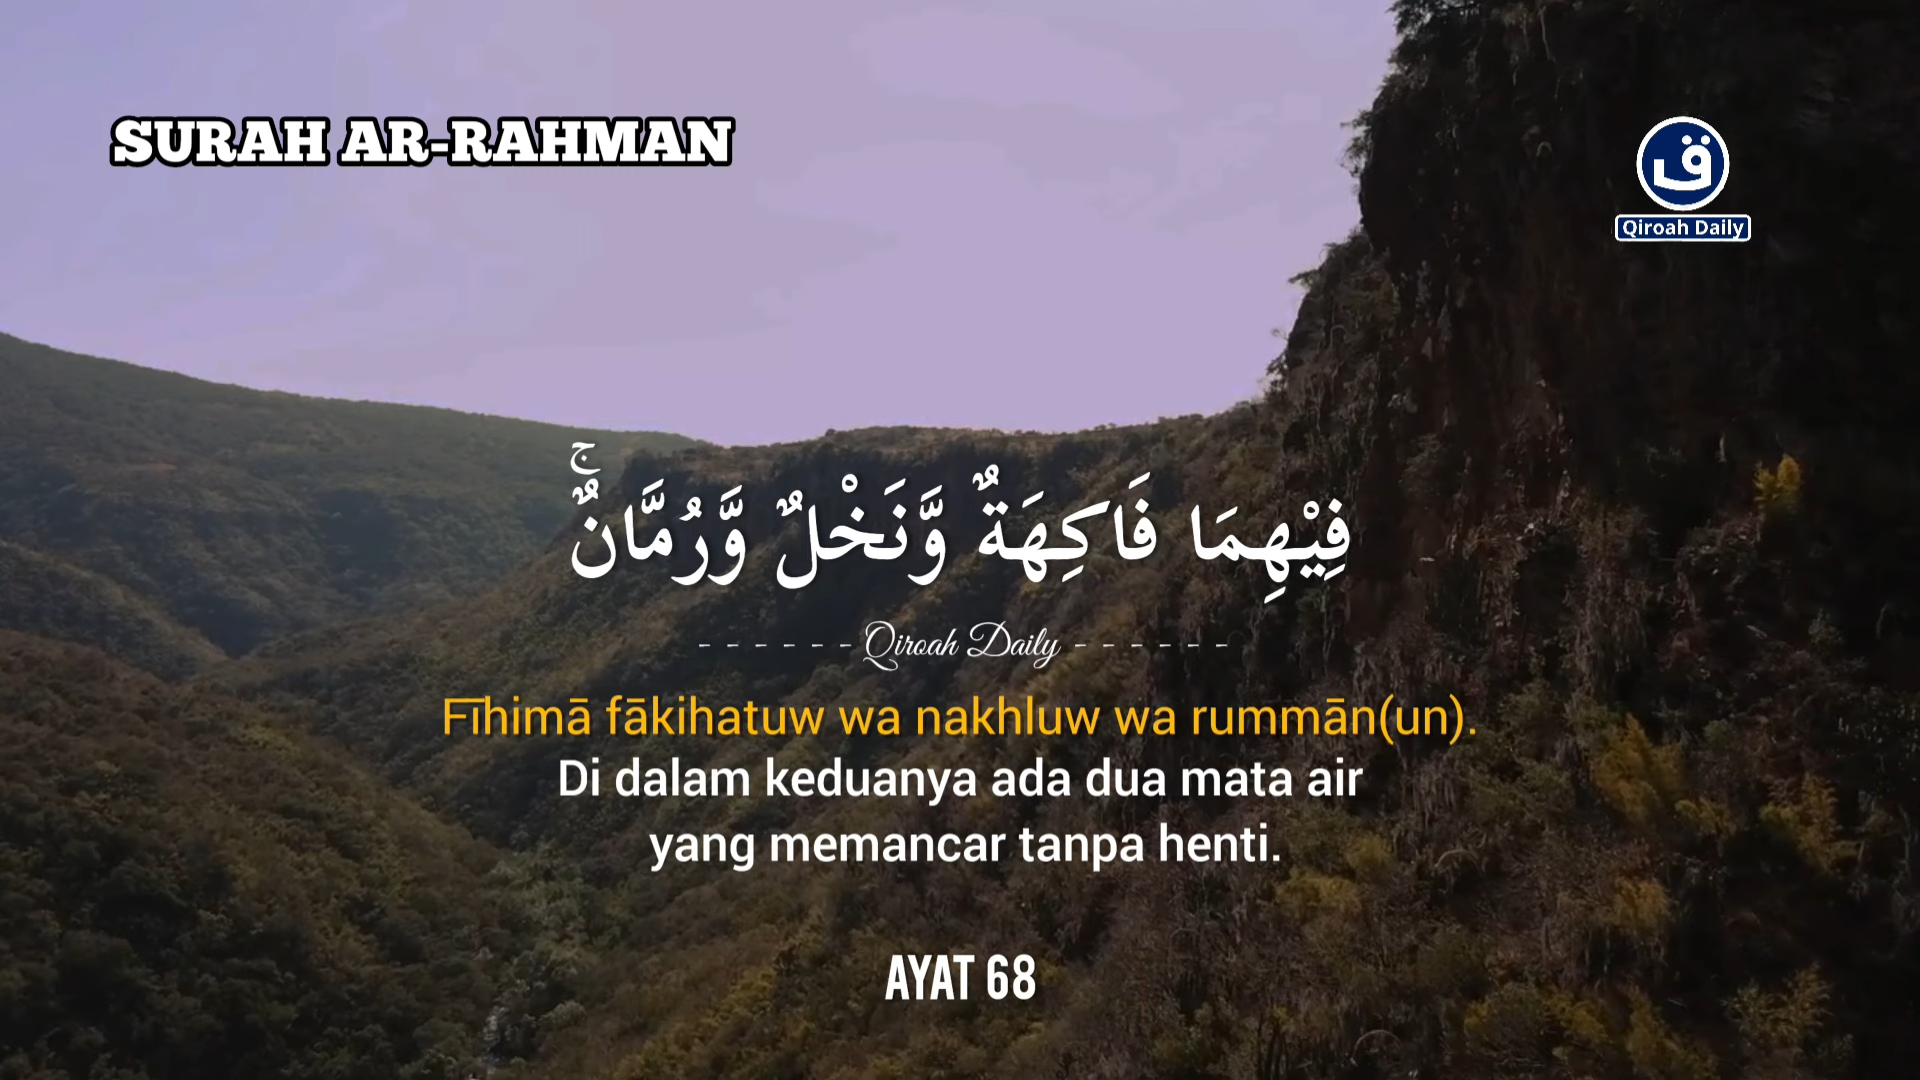 SURAH AR-RAHMAN
ق
Qiroah Daily
فِيْهِمَا فَاكِهَةٌ وَّنَخْلٌ وَّرُمَّانٌۚ
------Qiroah Daily------
Fīhimā fākihatuw wa nakhluw wa rummān(un).
Di dalam keduanya ada dua mata air
yang memancar tanpa henti.
AYAT 68